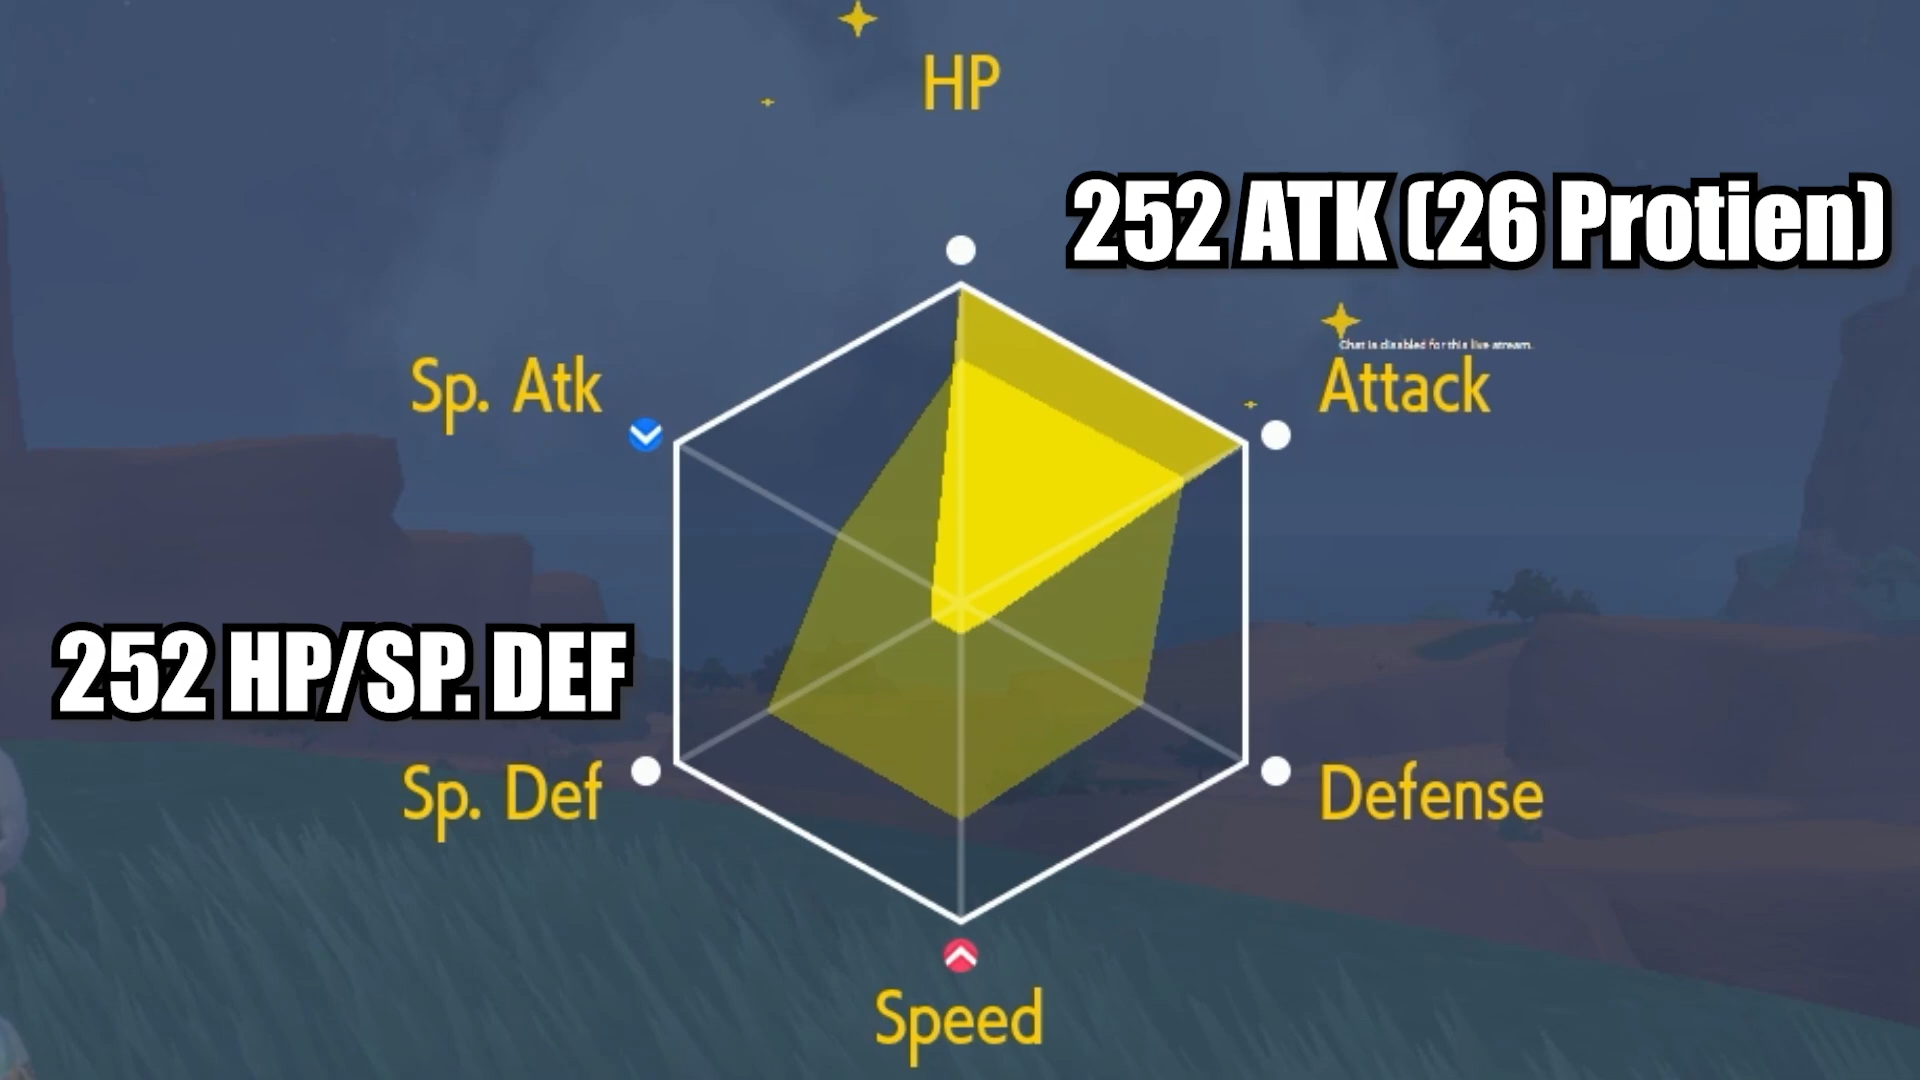 HP
252 ATK (26 Protien)
Chat is disabled for this live stream.
Sp. Atk
Attack
252 HP/SP. DEF
Sp. Def
Defense
Speed